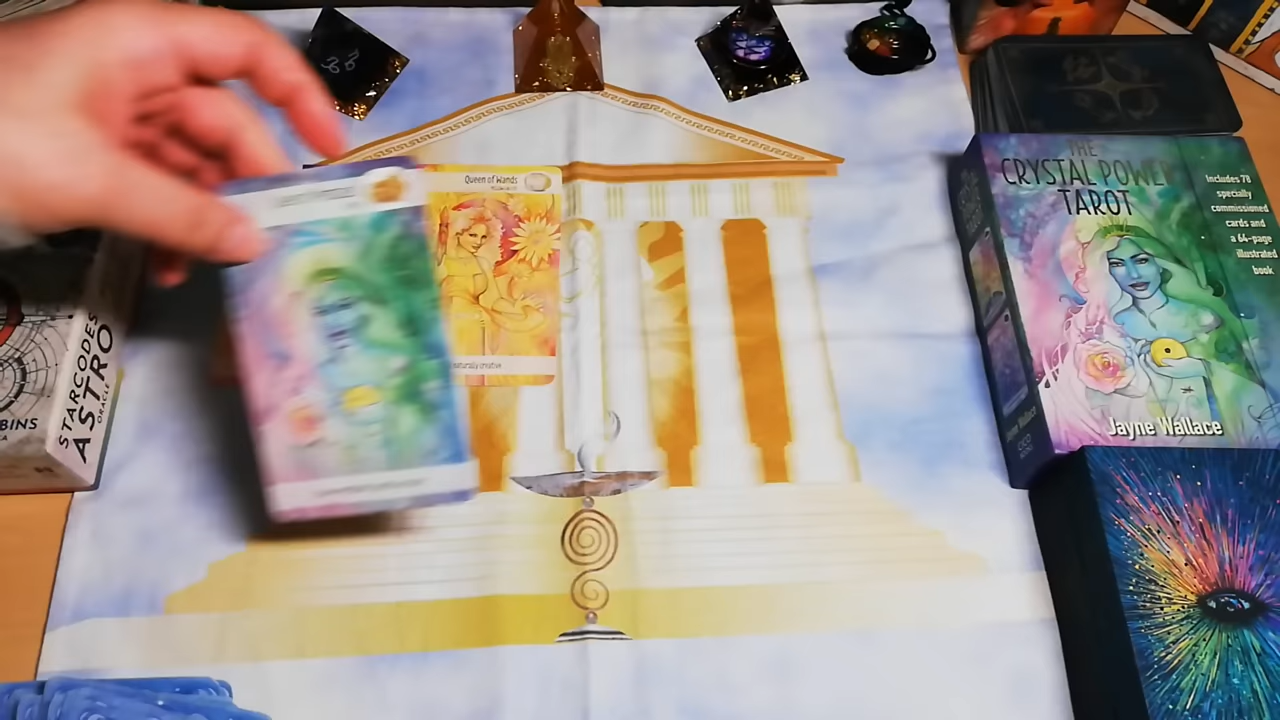 Queen of Wands
naturally creative
STARCODES
ASTRO
ORACLE
BINS
THE
CRYSTAL POWER
TAROT
Includes 78
specially
commissioned
cards and
a 64-page
illustrated
book
Jayne Wallace